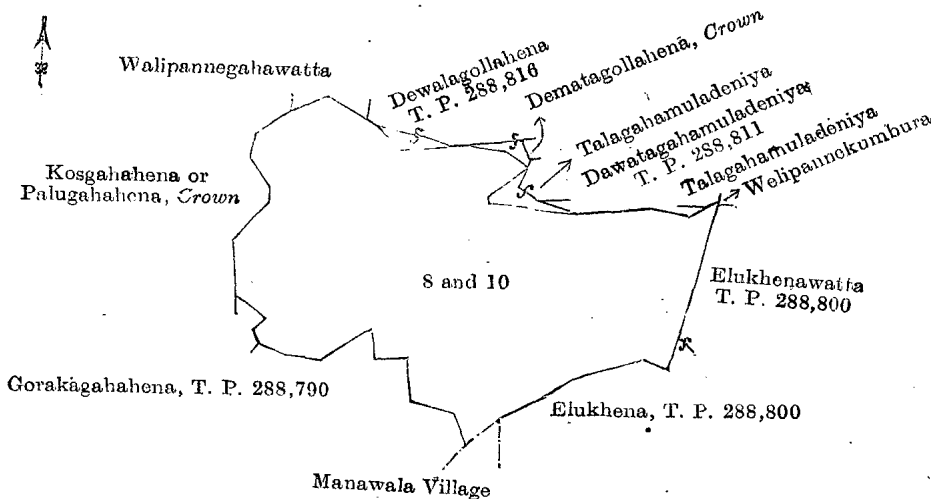 Walipannegahawatta
Dewalagollahena
T. P. 288,816
Dematagollahena, Crown
Talagahamuladeniya
Dawatagahamuladeniya,
T. P. 288,811
Talagahamuladeniya
Welipannekumbura
Kosgahahena or
Palugahahena, Crown
8 and 10
Elukhenawatta
T. P. 288,800
Gorakagahahena, T. P. 288,790
Elukhena, T. P. 288,800
Manawala Village